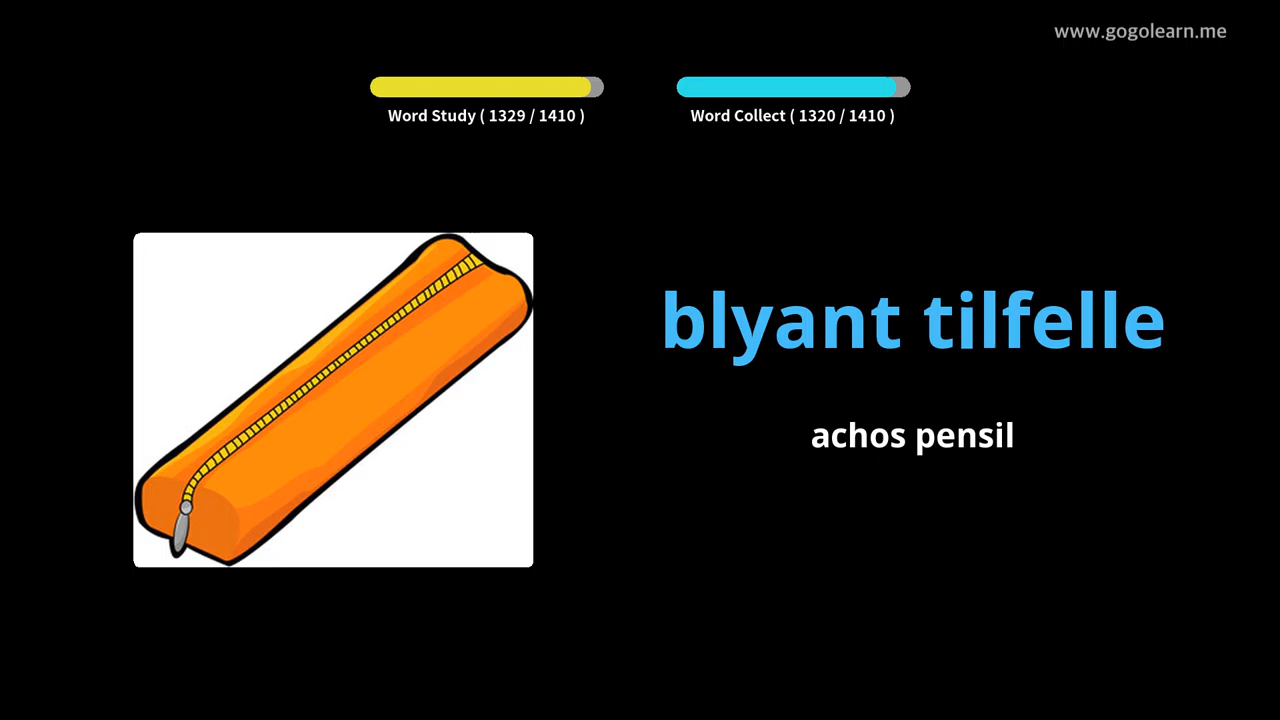 www.gogolearn.me
Word Study ( 1329 / 1410 )
Word Collect ( 1320 / 1410 )
blyant tilfelle
achos pensil